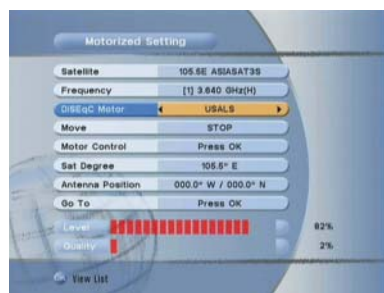 Motorized Setting
Satellite 105.5E ASIASAT3S
Frequency [1] 3.640 GHz(H)
DiSEqC Motor USALS
Move STOP
Motor Control Press OK
Sat Degree 105.5° E
Antenna Position 000.0° W / 000.0° N
Go To Press OK
Level 82%
Quality 2%
View List